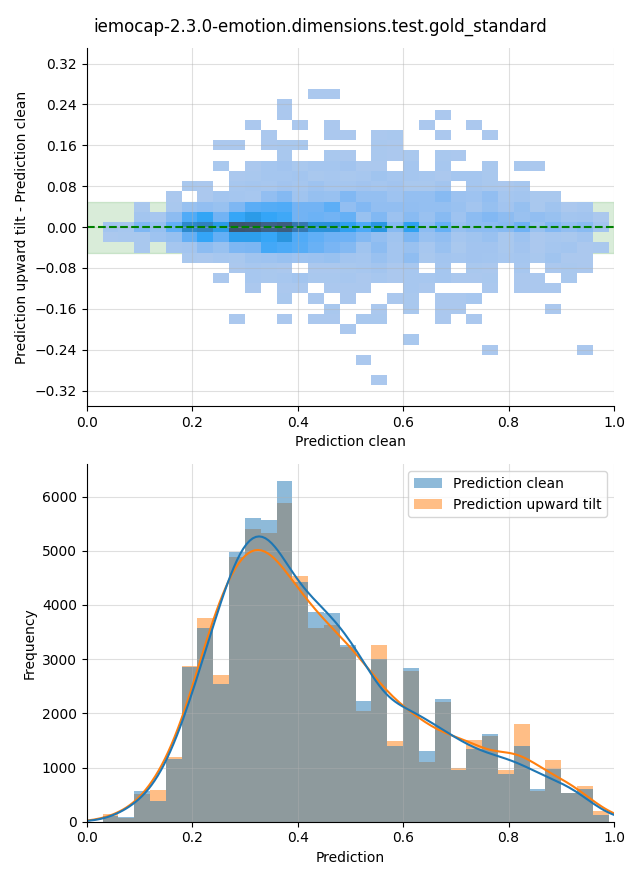 iemocap-2.3.0-emotion.dimensions.test.gold_standard
Prediction upward tilt - Prediction clean
0.32
0.24
0.16
0.08
0.00
−0.08
−0.16
−0.24
−0.32
0.0 0.2 0.4 0.6 0.8 1.0
Prediction clean
Prediction clean
Prediction upward tilt
Frequency
6000
5000
4000
3000
2000
1000
0
0.0 0.2 0.4 0.6 0.8 1.0
Prediction